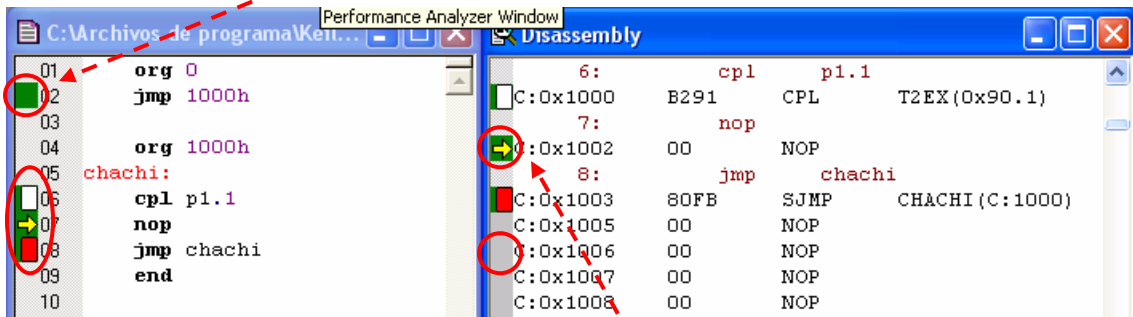 Performance Analyzer Window
C:\Archivos de programa\Keil...
01 org 0
02 jmp 1000h
03
04 org 1000h
05 chachi:
06 cpl p1.1
07 nop
08 jmp chachi
09 end
10
Disassembly
6: cpl p1.1
C:0x1000 B291 CPL T2EX(0x90.1)
7: nop
C:0x1002 00 NOP
8: jmp chachi
C:0x1003 80FB SJMP CHACHI(C:1000)
C:0x1005 00 NOP
C:0x1006 00 NOP
C:0x1007 00 NOP
C:0x1008 00 NOP